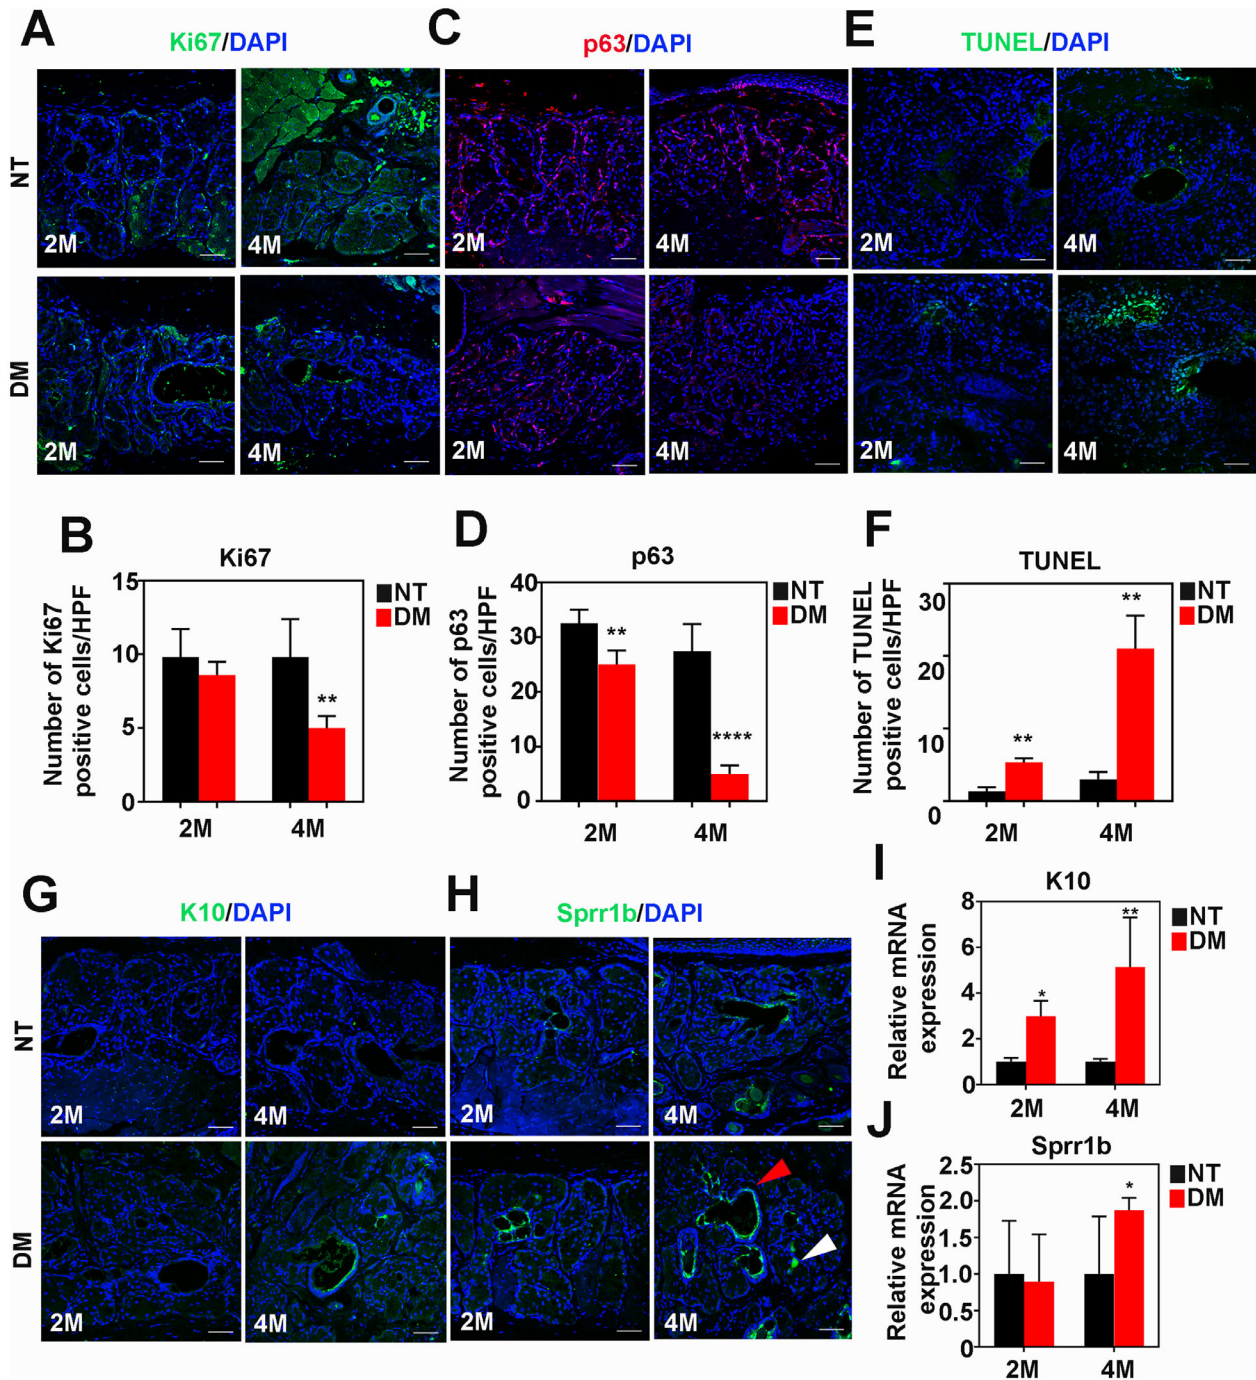 A
Ki67/DAPI
C
p63/DAPI
E
TUNEL/DAPI
NT
2M
4M
2M
4M
2M
4M
DM
2M
4M
2M
4M
2M
4M
B
Ki67
Number of Ki67
positive cells/HPF
15
10
5
0
**
NT
DM
2M
4M
D
p63
Number of p63
positive cells/HPF
40
30
20
10
0
**
****
NT
DM
2M
4M
F
TUNEL
Number of TUNEL
positive cells/HPF
30
20
10
0
**
**
NT
DM
2M
4M
G
K10/DAPI
H
Sprr1b/DAPI
NT
2M
4M
2M
4M
DM
2M
4M
2M
4M
I
K10
Relative mRNA
expression
8
6
4
2
0
*
**
NT
DM
2M
4M
J
Sprr1b
Relative mRNA
expression
2.5
2.0
1.5
1.0
0.5
0
*
NT
DM
2M
4M